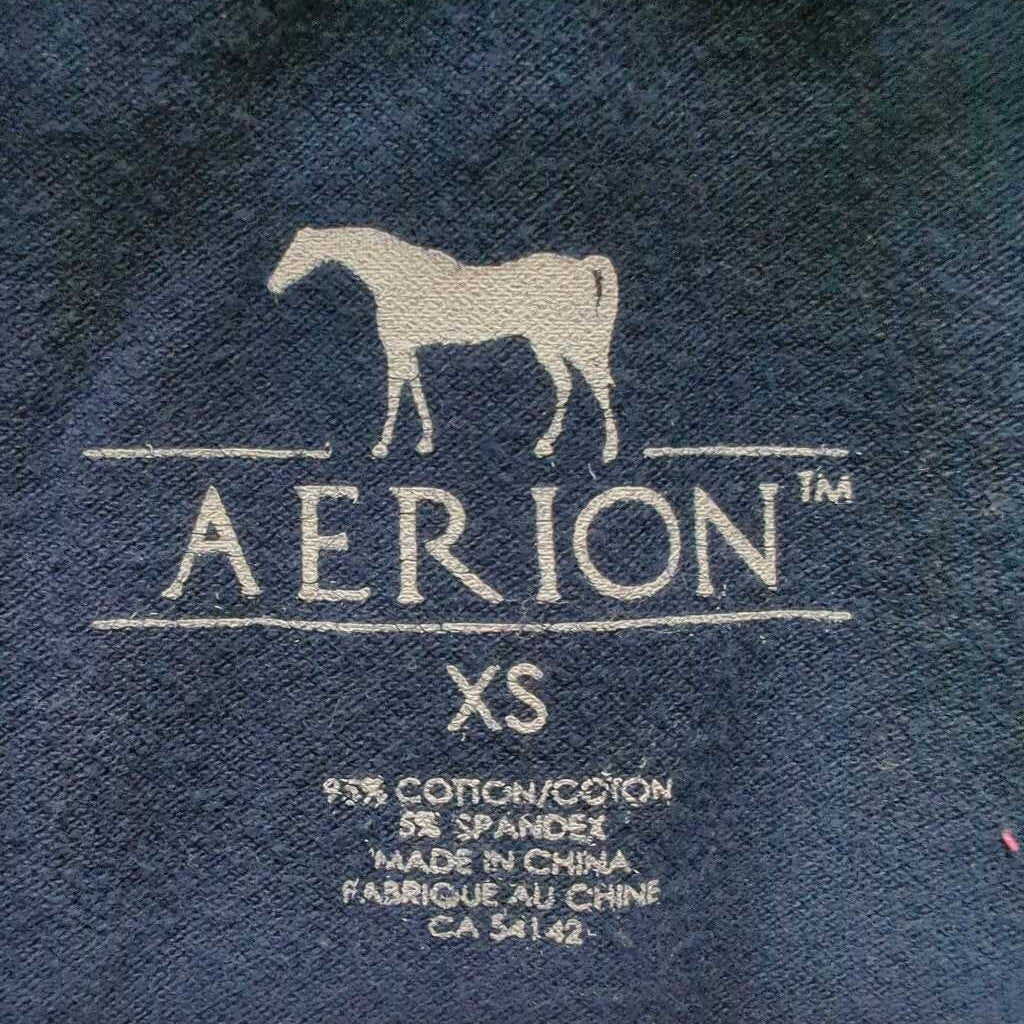 AERION™
XS
95% COTTON/COTON
5% SPANDEX
MADE IN CHINA
FABRIQUE AU CHINE
CA 54142